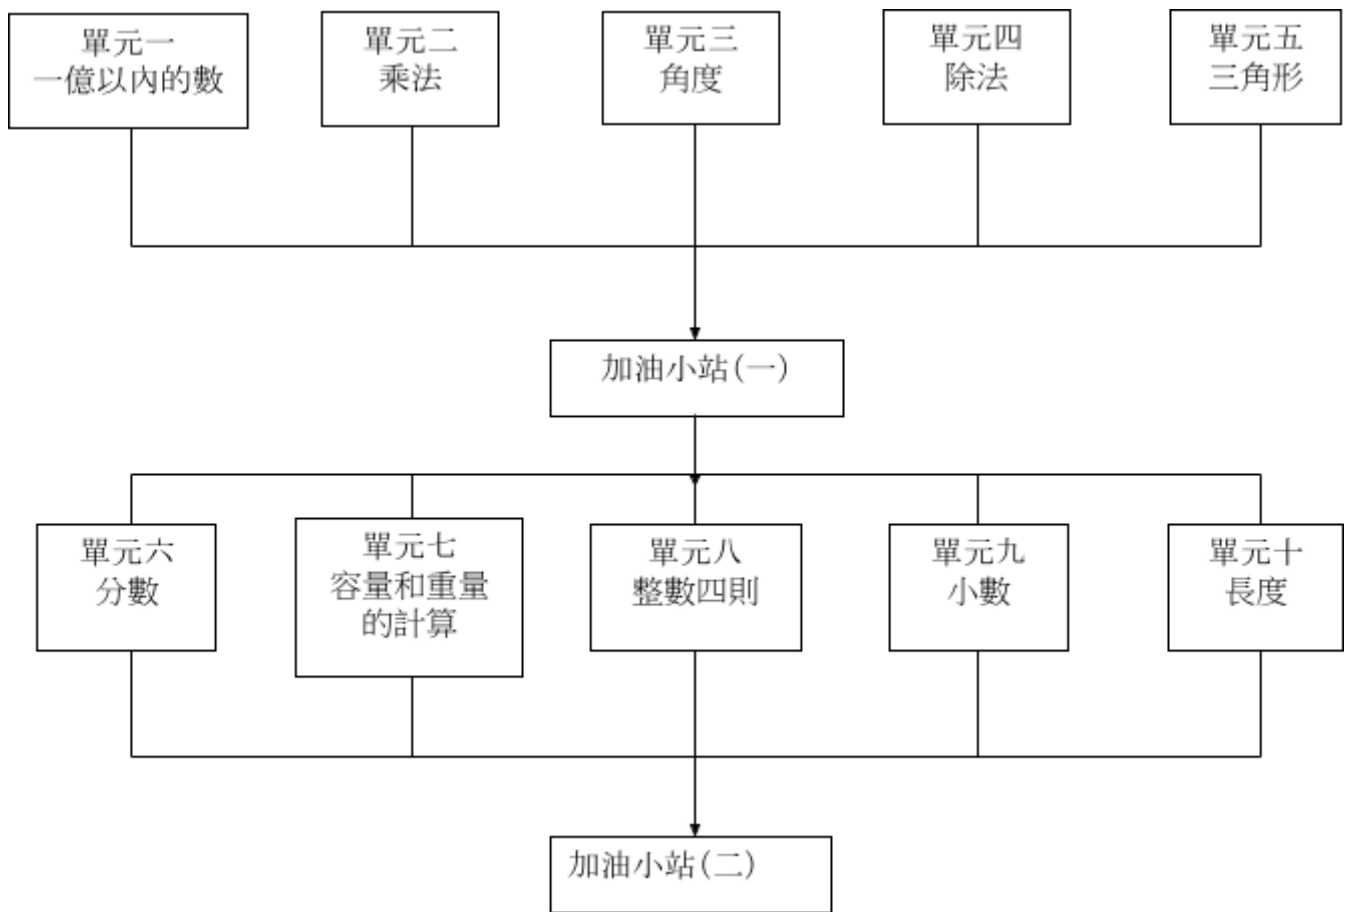 單元一
一億以內的數
單元二
乘法
單元三
角度
單元四
除法
單元五
三角形
加油小站(一)
單元六
分數
單元七
容量和重量
的計算
單元八
整數四則
單元九
小數
單元十
長度
加油小站(二)